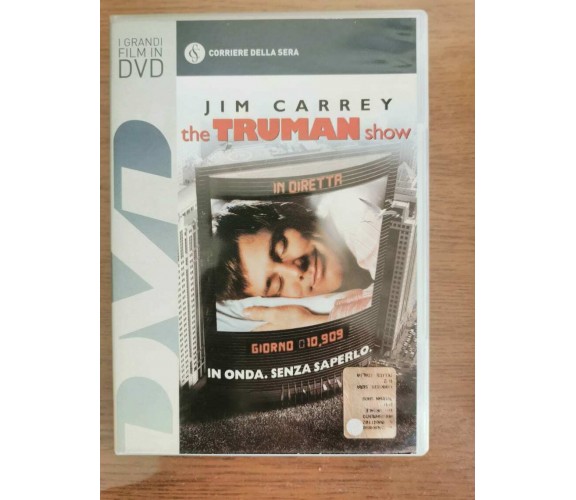 I GRANDI
FILM IN
DVD
CORRIERE DELLA SERA
JIM CARREY
the TRUMAN show
IN DIRETTA
GIORNO 010,909
IN ONDA. SENZA SAPERLO.
DVD